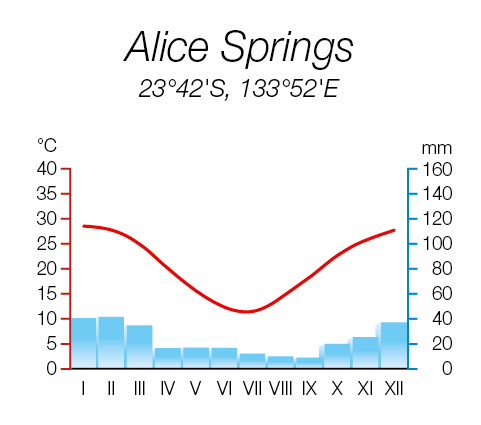 Alice Springs
23°42'S, 133°52'E
°C mm
40 160
35 140
30 120
25 100
20 80
15 60
10 40
5 20
0 0
I II III IV V VI VII VIII IX X XI XII